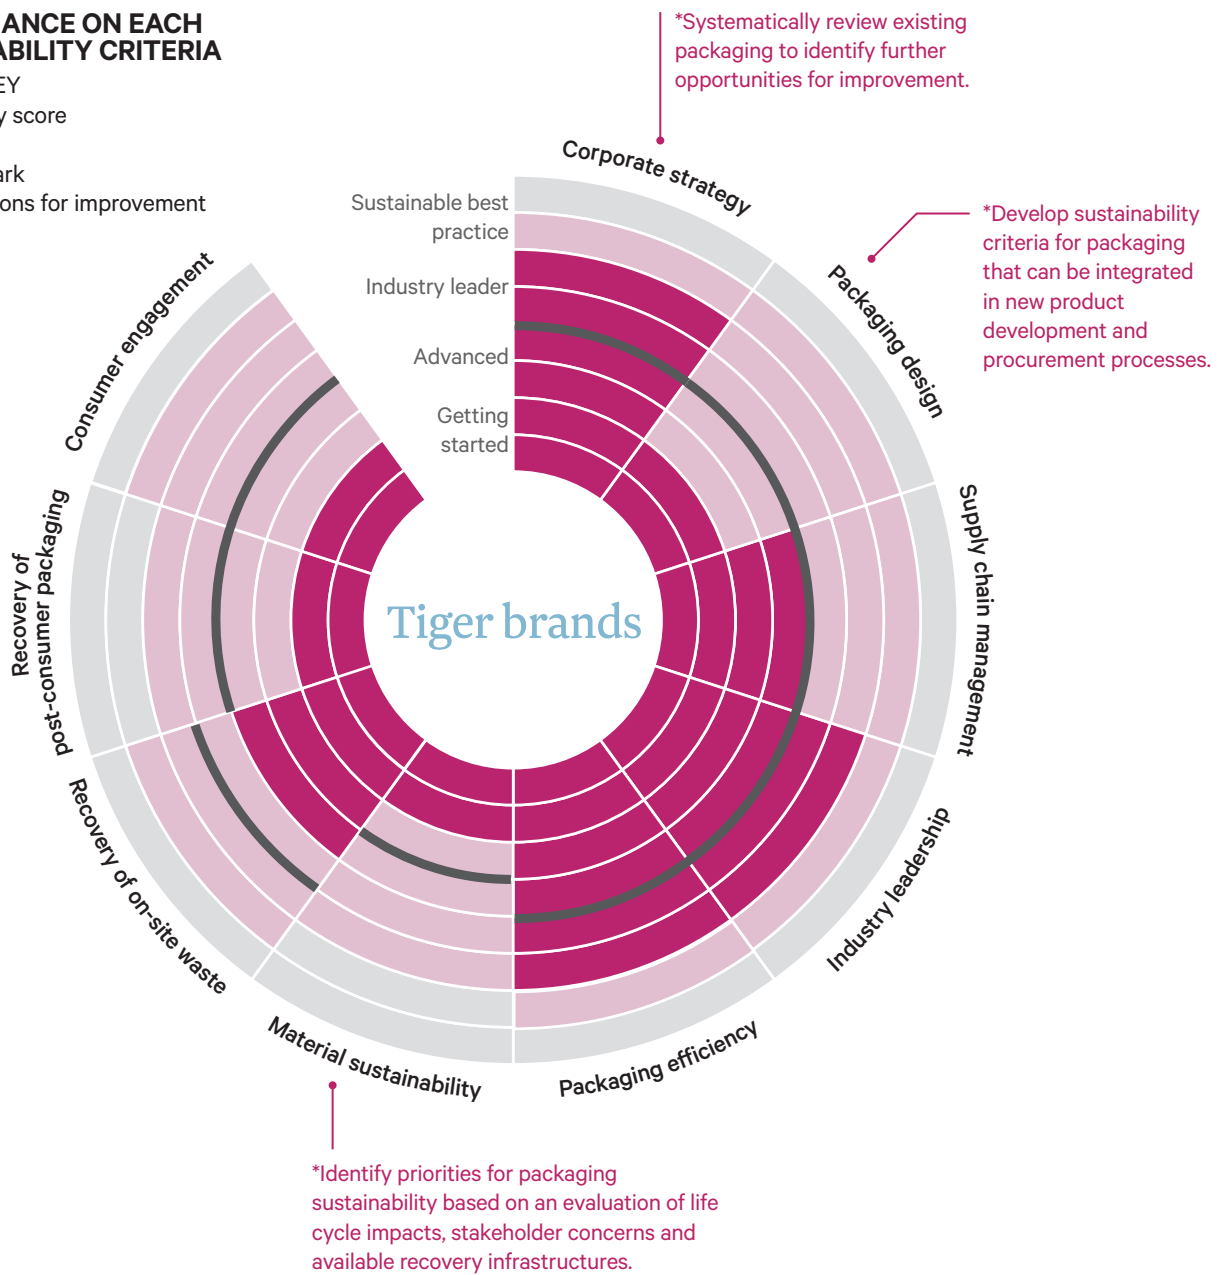 ANCE ON EACH
ABILITY CRITERIA
EY
y score
ark
ons for improvement
*Systematically review existing
packaging to identify further
opportunities for improvement.
Corporate strategy
Sustainable best
practice
Industry leader
Advanced
Getting
started
*Develop sustainability
criteria for packaging
that can be integrated
in new product
development and
procurement processes.
Packaging design
Supply chain management
Industry leadership
Packaging efficiency
Material sustainability
Recovery of on-site waste
Recovery of
post-consumer packaging
Consumer engagement
Tiger brands
*Identify priorities for packaging
sustainability based on an evaluation of life
cycle impacts, stakeholder concerns and
available recovery infrastructures.